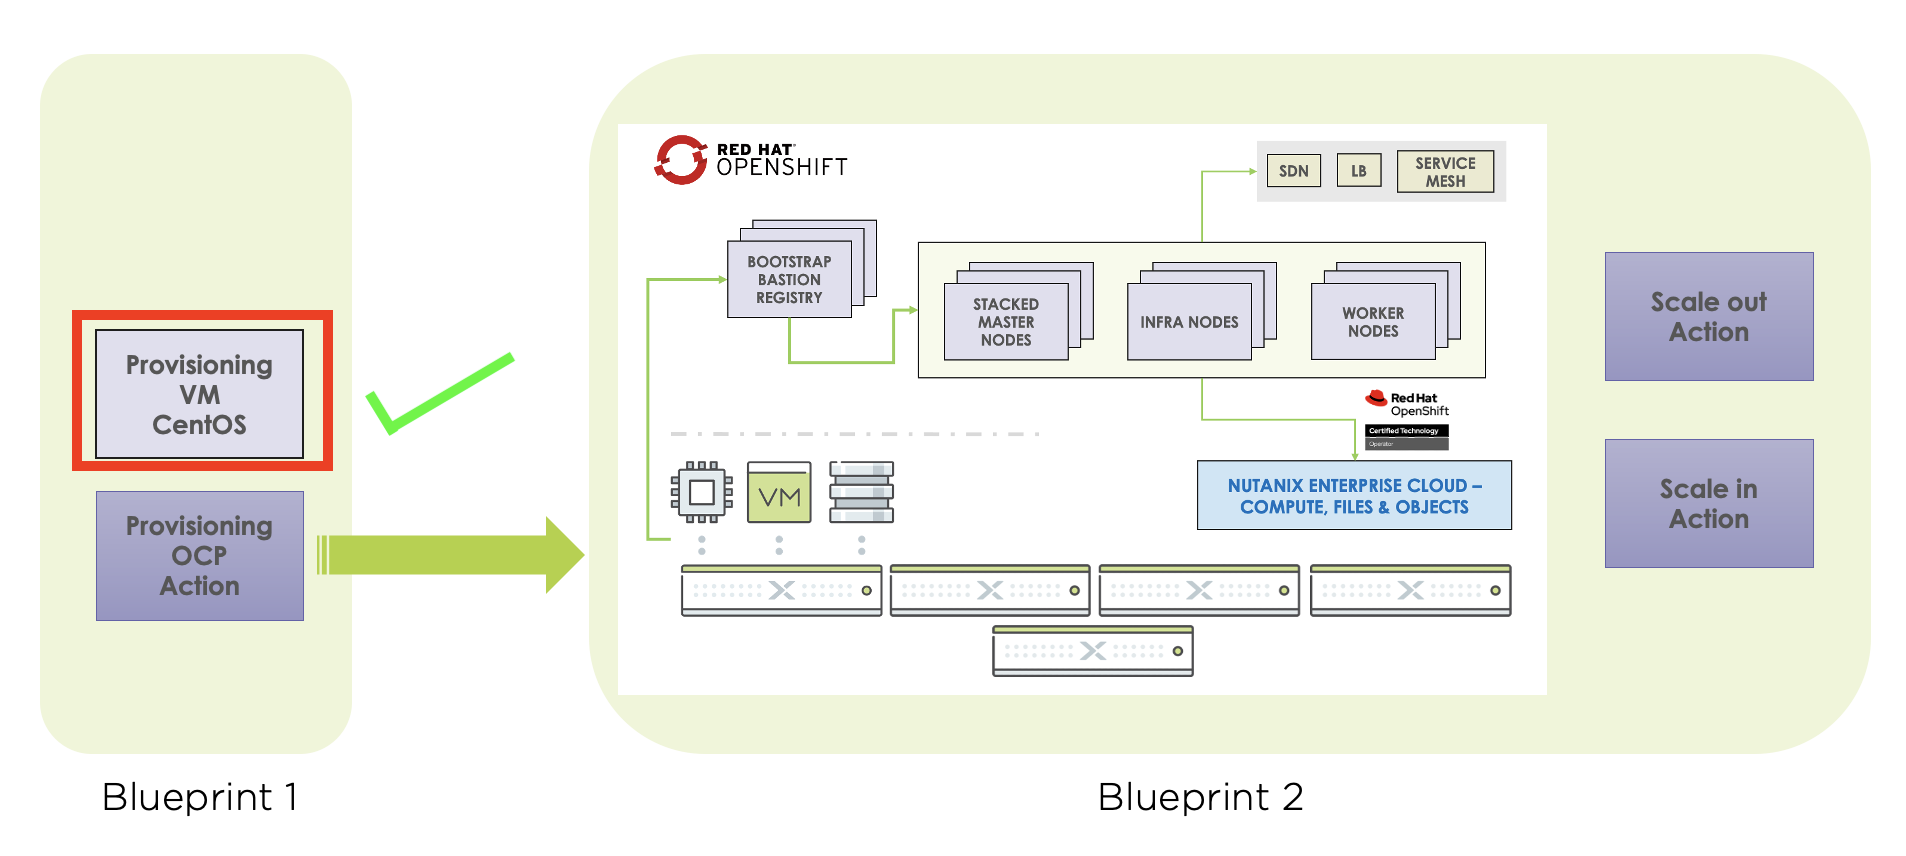 Provisioning
VM
CentOS
Provisioning
OCP
Action
Blueprint 1
RED HAT®
OPENSHIFT
SDN
LB
SERVICE
MESH
BOOTSTRAP
BASTION
REGISTRY
STACKED
MASTER
NODES
INFRA NODES
WORKER
NODES
Red Hat
OpenShift
Certified Technology
Operator
VM
NUTANIX ENTERPRISE CLOUD –
COMPUTE, FILES & OBJECTS
Scale out
Action
Scale in
Action
Blueprint 2